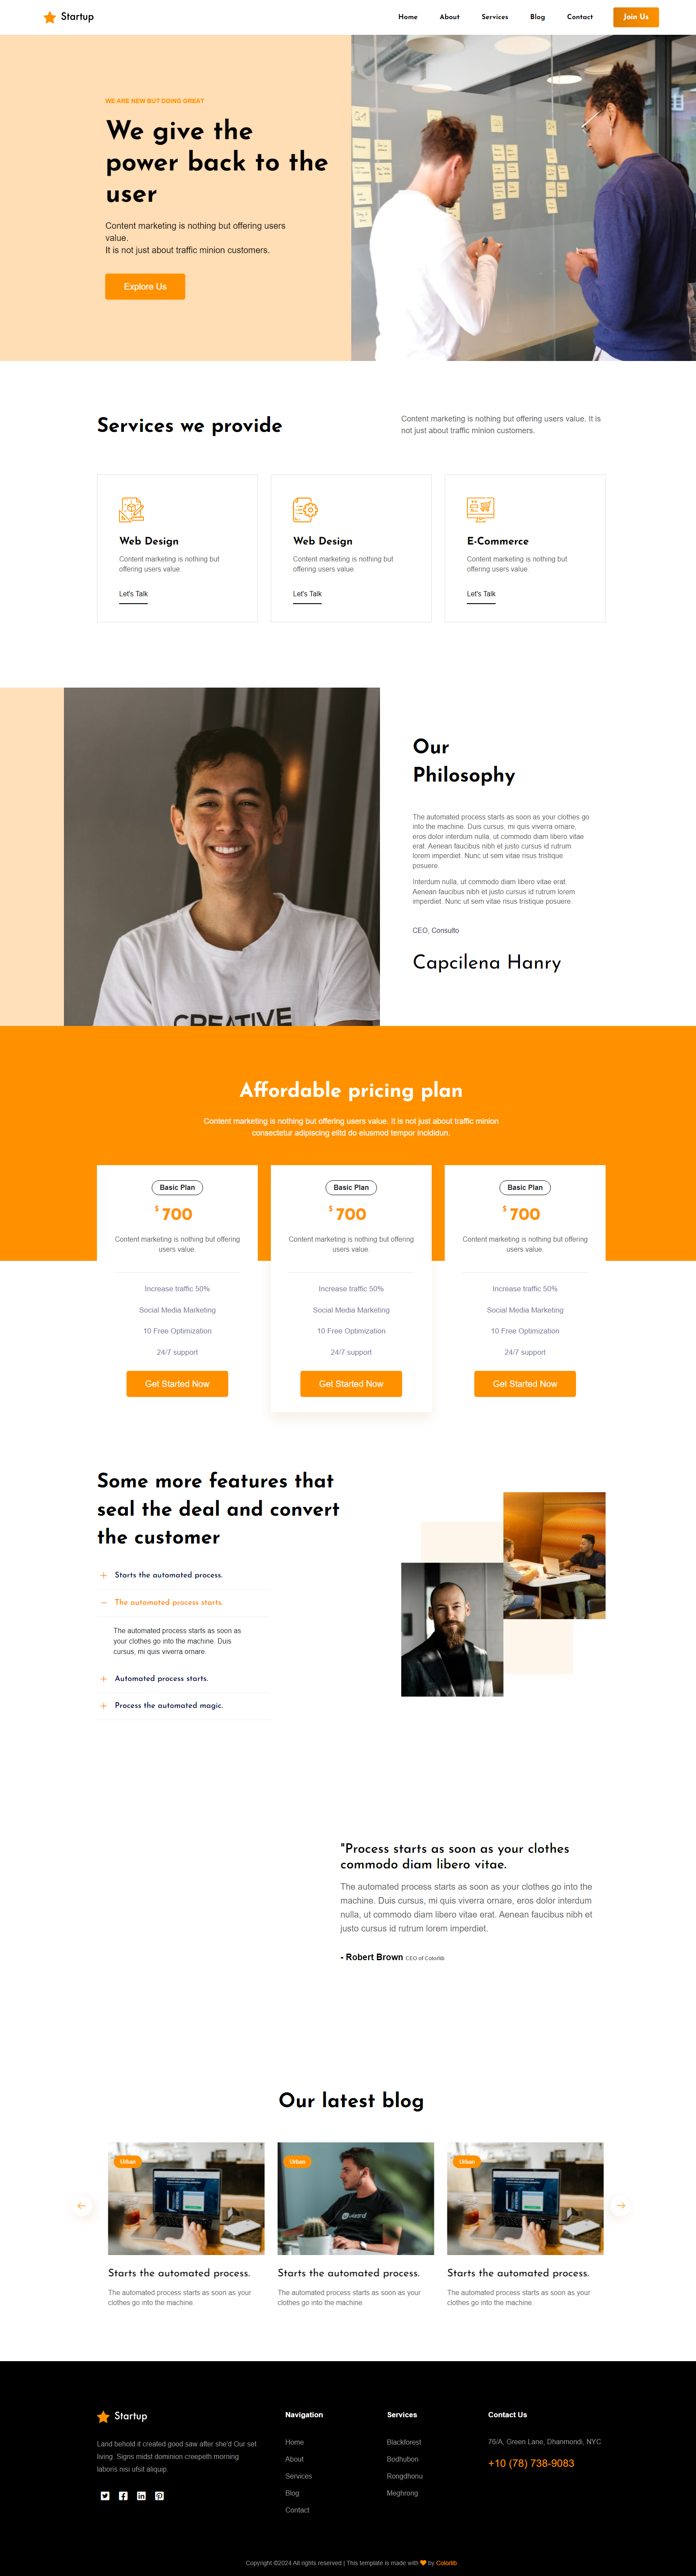 Startup
Home
About
Services
Blog
Contact
Join Us
WE ARE NEW BUT DOING GREAT
We give the
power back to the
user
Content marketing is nothing but offering users
value.
It is not just about traffic minion customers.
Explore Us
Services we provide
Content marketing is nothing but offering users value. It is
not just about traffic minion customers.
Web Design
Content marketing is nothing but
offering users value.
Let's Talk
Web Design
Content marketing is nothing but
offering users value.
Let's Talk
E-Commerce
Content marketing is nothing but
offering users value.
Let's Talk
CREATIVE
Our
Philosophy
The automated process starts as soon as your clothes go
into the machine. Duis cursus, mi quis viverra ornare,
eros dolor interdum nulla, ut commodo diam libero vitae
erat. Aenean faucibus nibh et justo cursus id rutrum
lorem imperdiet. Nunc ut sem vitae risus tristique
posuere.
Interdum nulla, ut commodo diam libero vitae erat.
Aenean faucibus nibh et justo cursus id rutrum lorem
imperdiet. Nunc ut sem vitae risus tristique posuere.
CEO, Consulto
Capcilena Hanry
Affordable pricing plan
Content marketing is nothing but offering users value. It is not just about traffic minion
consectetur adipiscing elitd do eiusmod tempor incididun.
Basic Plan
$ 700
Content marketing is nothing but offering
users value.
Increase traffic 50%
Social Media Marketing
10 Free Optimization
24/7 support
Get Started Now
Basic Plan
$ 700
Content marketing is nothing but offering
users value.
Increase traffic 50%
Social Media Marketing
10 Free Optimization
24/7 support
Get Started Now
Basic Plan
$ 700
Content marketing is nothing but offering
users value.
Increase traffic 50%
Social Media Marketing
10 Free Optimization
24/7 support
Get Started Now
Some more features that
seal the deal and convert
the customer
Starts the automated process.
The automated process starts.
The automated process starts as soon as
your clothes go into the machine. Duis
cursus, mi quis viverra ornare.
Automated process starts.
Process the automated magic.
"Process starts as soon as your clothes
commodo diam libero vitae.
The automated process starts as soon as your clothes go into the
machine. Duis cursus, mi quis viverra ornare, eros dolor interdum
nulla, ut commodo diam libero vitae erat. Aenean faucibus nibh et
justo cursus id rutrum lorem imperdiet.
- Robert Brown CEO of Colorlib
Our latest blog
Urban
Starts the automated process.
The automated process starts as soon as your
clothes go into the machine.
Urban
Starts the automated process.
The automated process starts as soon as your
clothes go into the machine.
Urban
Starts the automated process.
The automated process starts as soon as your
clothes go into the machine.
Startup
Land behold it created good saw after she'd Our set
living. Signs midst dominion creepeth morning
laboris nisi ufsit aliquip.
Navigation
Home
About
Services
Blog
Contact
Services
Blackforest
Bodhubon
Rongdhonu
Meghrong
Contact Us
76/A, Green Lane, Dhanmondi, NYC
+10 (78) 738-9083
Copyright ©2024 All rights reserved | This template is made with ♥ by Colorlib